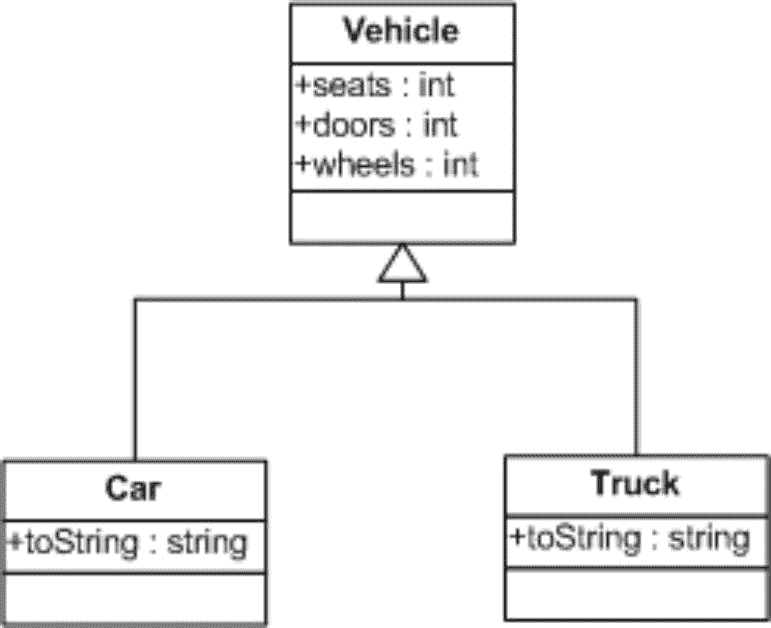 Vehicle
+seats : int
+doors : int
+wheels : int
Car
+toString : string
Truck
+toString : string